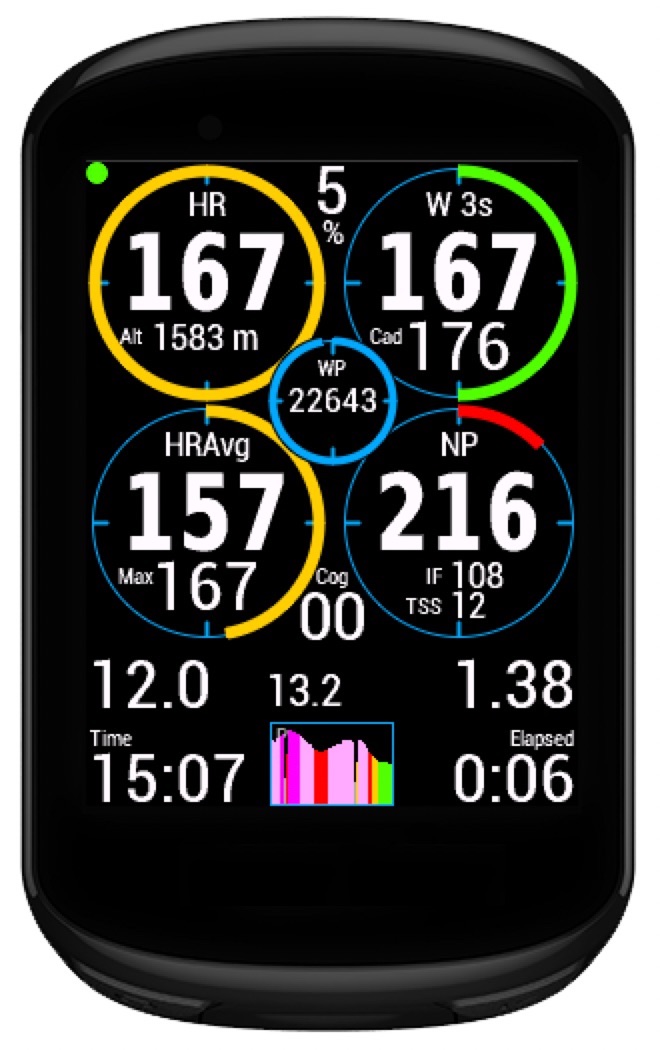 HR
167
Alt 1583 m
5
%
W 3s
167
Cad 176
WP
22643
HRAvg
157
Max 167
Cog
00
NP
216
IF 108
TSS 12
12.0
13.2
1.38
Time
15:07
P
Elapsed
0:06